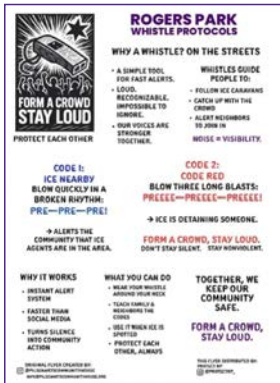 ROGERS PARK
WHISTLE PROTOCOLS
FORM A CROWD
STAY LOUD
PROTECT EACH OTHER
WHY A WHISTLE? ON THE STREETS
• A SIMPLE TOOL
FOR FAST ALERTS.
• LOUD.
RECOGNIZABLE,
IMPOSSIBLE TO
IGNORE.
• OUR VOICES ARE
STRONGER
TOGETHER.
WHISTLES GUIDE
PEOPLE TO:
• FOLLOW ICE CARAVANS
• CATCH UP WITH THE
CROWD
• ALERT NEIGHBORS
TO JOIN IN
NOISE = VISIBILITY.
CODE 1:
ICE NEARBY
BLOW QUICKLY IN A
BROKEN RHYTHM:
PRE—PRE—PRE!
→ ALERTS THE
COMMUNITY THAT ICE
AGENTS ARE IN THE AREA.
CODE 2:
CODE RED
BLOW THREE LONG BLASTS:
PREEEE—PREEEE—PREEEE!
→ ICE IS DETAINING SOMEONE.
FORM A CROWD, STAY LOUD.
DON'T STAY SILENT. STAY NONVIOLENT.
WHY IT WORKS
• INSTANT ALERT
SYSTEM
• FASTER THAN
SOCIAL MEDIA
• TURNS SILENCE
INTO COMMUNITY
ACTION
WHAT YOU CAN DO
• WEAR YOUR WHISTLE
AROUND YOUR NECK
• TEACH FAMILY &
NEIGHBORS THE
CODES
• USE IT WHEN ICE IS
SPOTTED
• PROTECT EACH
OTHER, ALWAYS
TOGETHER, WE
KEEP OUR
COMMUNITY
SAFE.
FORM A CROWD,
STAY LOUD.
ORIGINAL FLYER CREATED BY
THIS FLYER DISTRIBUTED BY